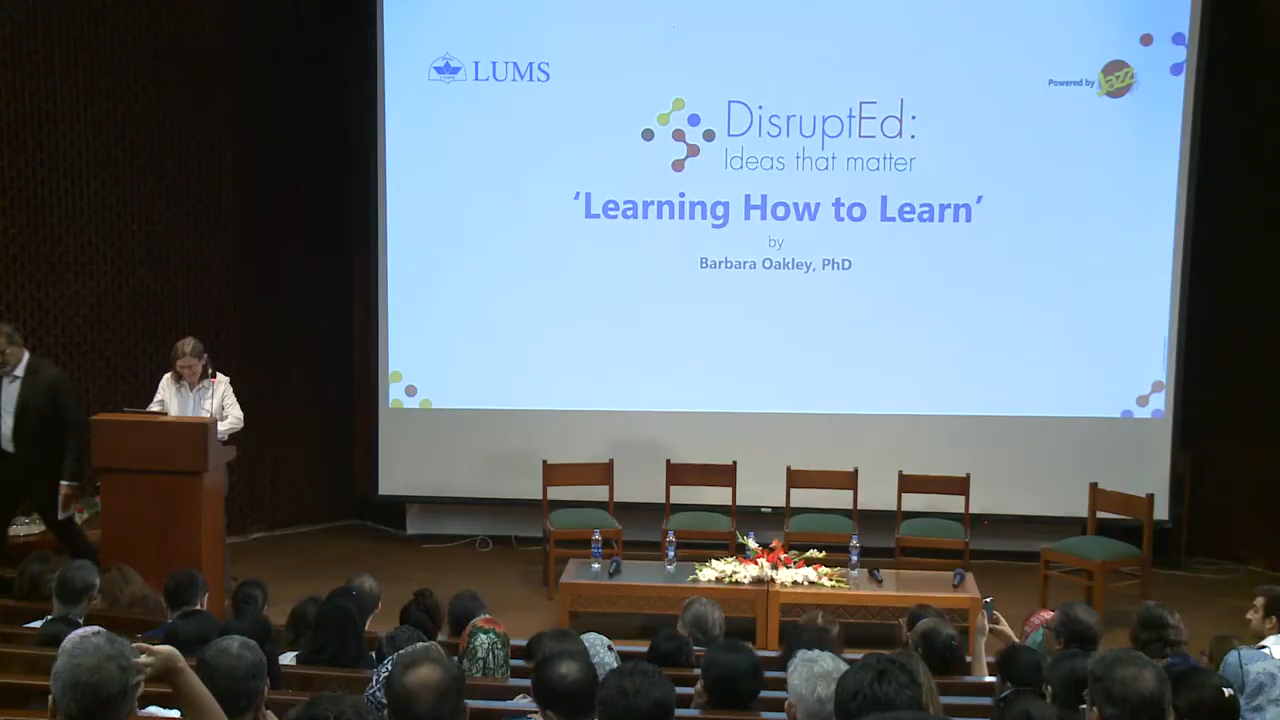 LUMS
Powered by Jazz
DisruptEd:
Ideas that matter
‘Learning How to Learn’
by
Barbara Oakley, PhD